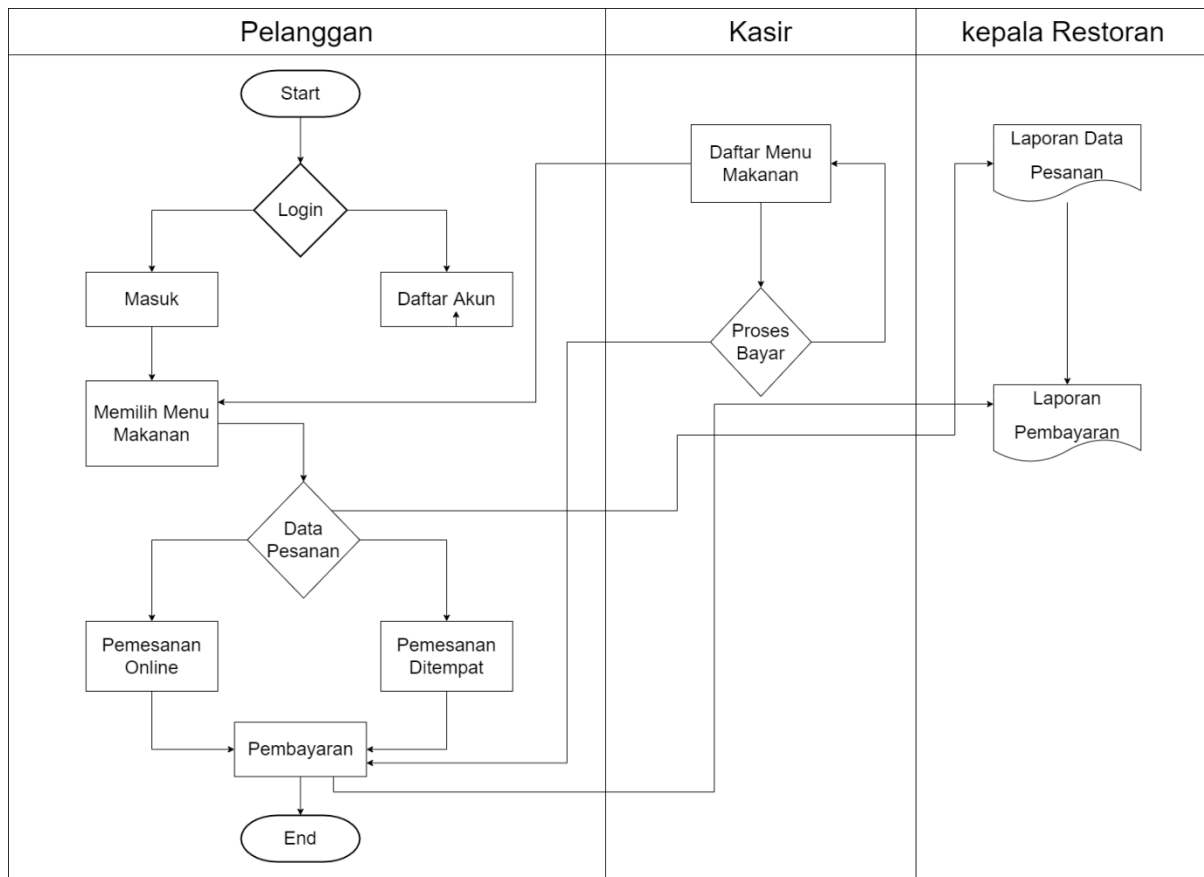 Pelanggan
Kasir
kepala Restoran
Start
Login
Masuk
Daftar Akun
Memilih Menu
Makanan
Data
Pesanan
Pemesanan
Online
Pemesanan
Ditempat
Pembayaran
End
Daftar Menu
Makanan
Proses
Bayar
Laporan Data
Pesanan
Laporan
Pembayaran